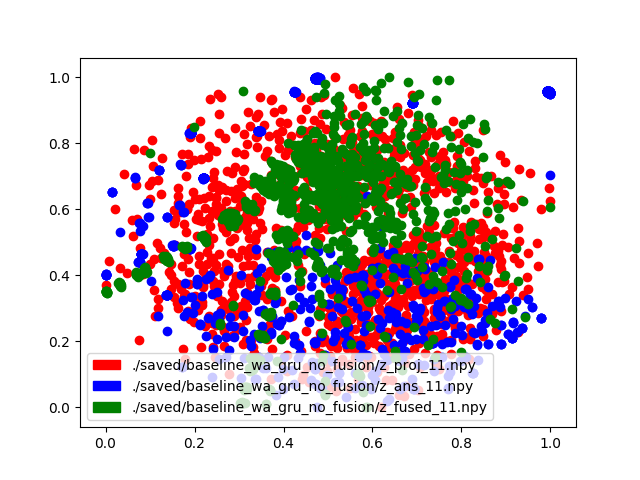 1.0
0.8
0.6
0.4
0.2
0.0
./saved/baseline_wa_gru_no_fusion/z_proj_11.npy
./saved/baseline_wa_gru_no_fusion/z_ans_11.npy
./saved/baseline_wa_gru_no_fusion/z_fused_11.npy
0.0 0.2 0.4 0.6 0.8 1.0